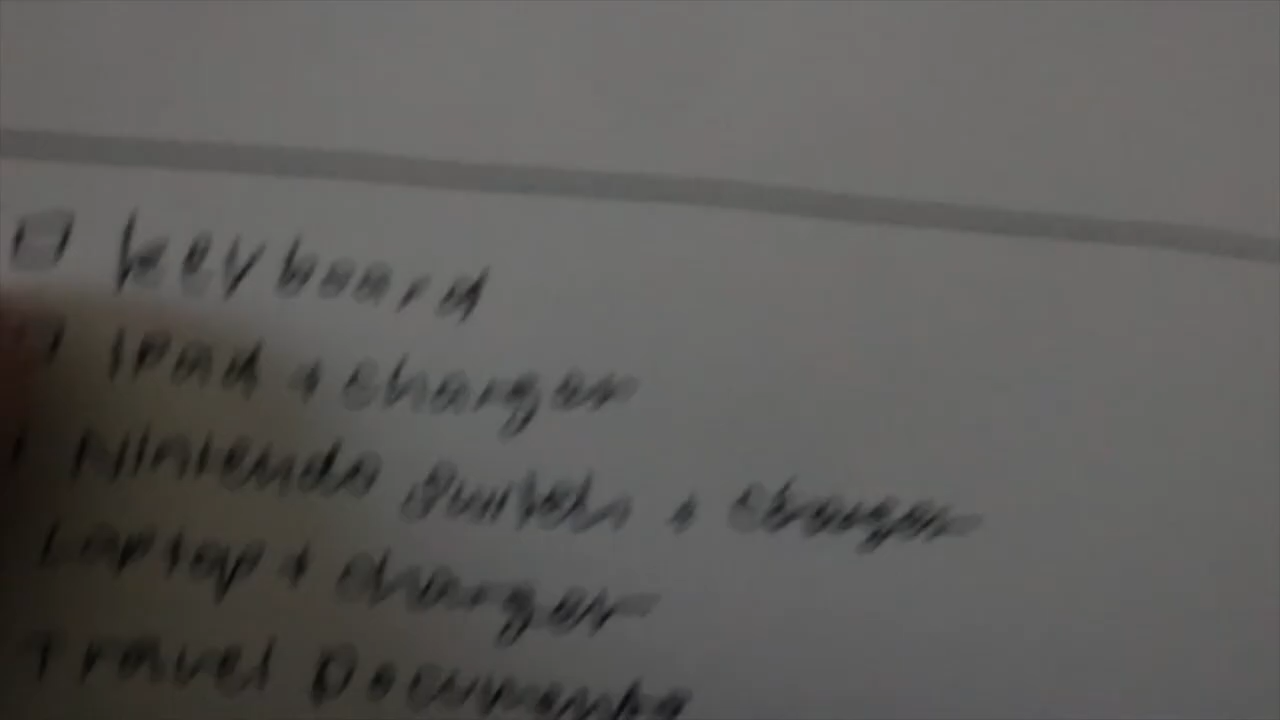 keyboard
iPad + charger
Nintendo Switch + charger
Laptop + charger
Travel Documents